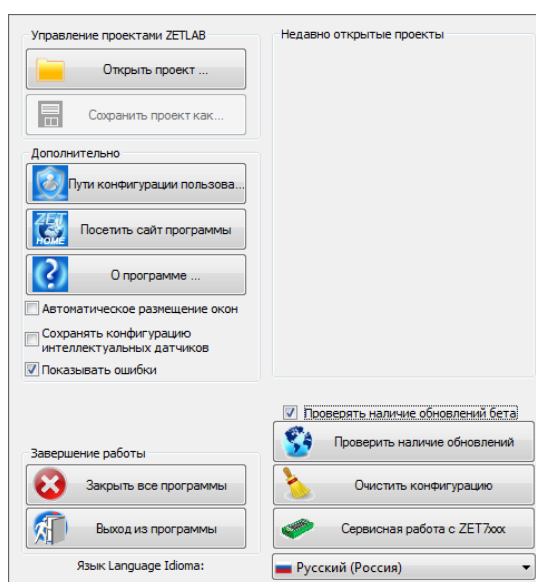 Управление проектами ZETLAB
Открыть проект ...
Сохранить проект как...
Дополнительно
Пути конфигурации пользова...
ZET
HOME
Посетить сайт программы
О программе ...
Автоматическое размещение окон
Сохранять конфигурацию
интеллектуальных датчиков
Показывать ошибки
Завершение работы
Закрыть все программы
Выход из программы
Язык Language Idioma:
Недавно открытые проекты
Проверять наличие обновлений бета
Проверить наличие обновлений
Очистить конфигурацию
Сервисная работа с ZET7xxx
Русский (Россия)